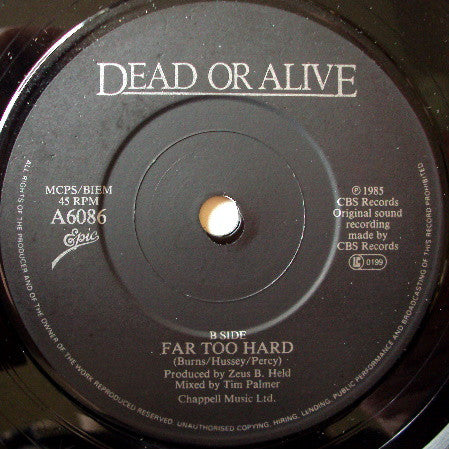 DEAD OR ALIVE
MCPS/BIEM
45 RPM
A6086
Epic
℗ 1985
CBS Records
Original sound
recording
made by
CBS Records
LC 0199
B SIDE
FAR TOO HARD
(Burns/Hussey/Percy)
Produced by Zeus B. Held
Mixed by Tim Palmer
Chappell Music Ltd.
ALL RIGHTS OF THE PRODUCER AND OF THE OWNER OF THE WORK REPRODUCED RESERVED. UNAUTHORISED COPYING, HIRING, LENDING, PUBLIC PERFORMANCE AND BROADCASTING OF THIS RECORD PROHIBITED